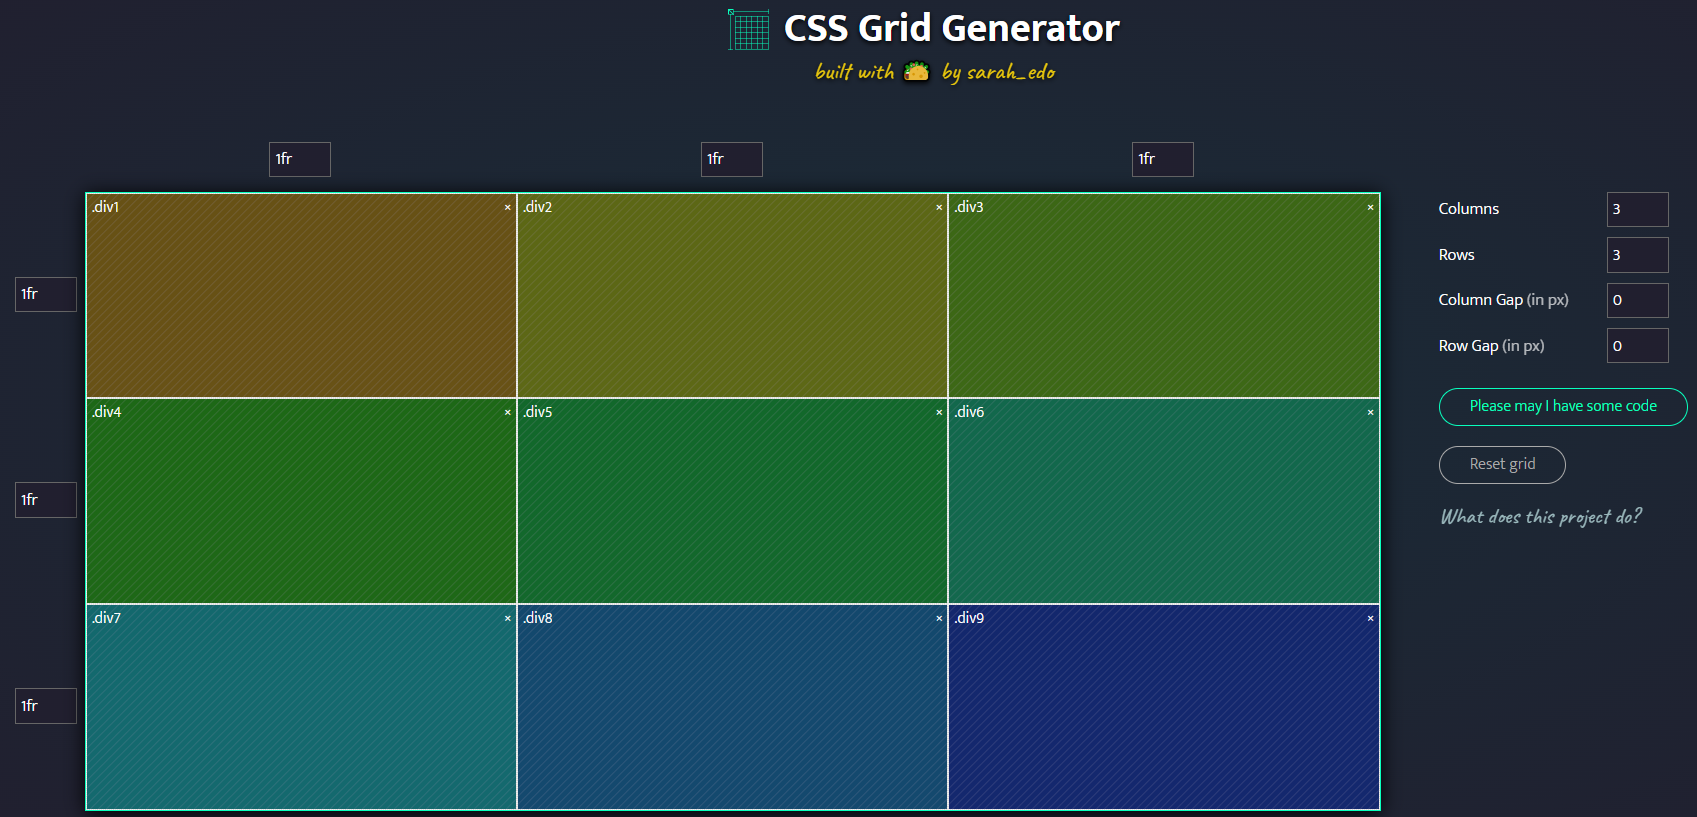 CSS Grid Generator
built with by sarah_edo
1fr 1fr 1fr
.div1 × .div2 × .div3 ×
Columns 3
Rows 3
1fr
Column Gap (in px) 0
Row Gap (in px) 0
Please may I have some code
.div4 × .div5 × .div6 ×
Reset grid
1fr
What does this project do?
.div7 × .div8 × .div9 ×
1fr